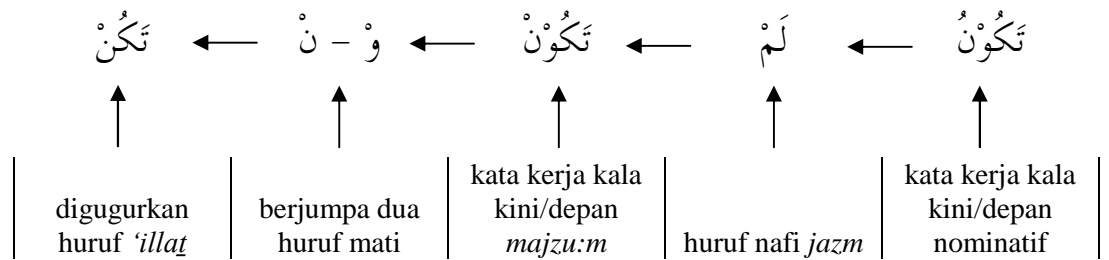 تَكُوْنُ ← لَمْ ← تَكُوْنْ ← وْ – نْ ← تَكُنْ
digugurkan huruf ‘illaṯ
berjumpa dua huruf mati
kata kerja kala kini/depan majzu:m
huruf nafi jazm
kata kerja kala kini/depan nominatif